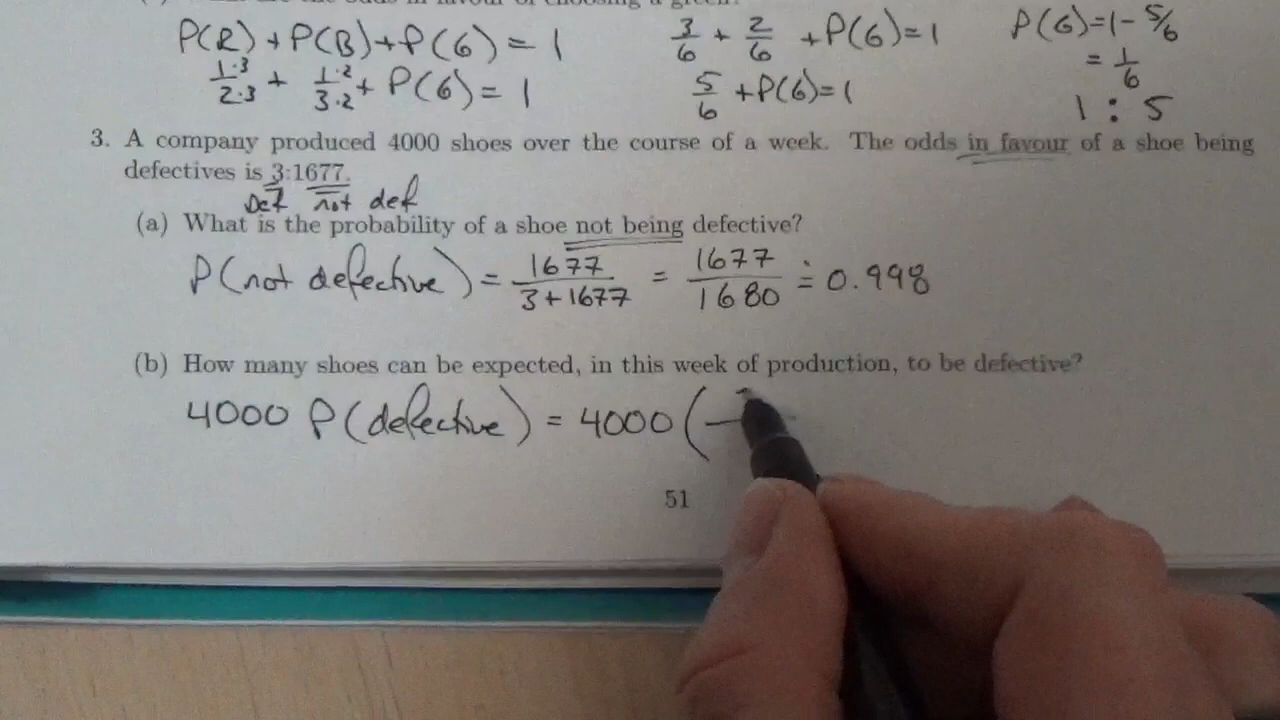 P(R) + P(B) + P(G) = 1
3/6 + 2/6 + P(G) = 1
P(G) = 1 - 5/6
1·3/2·3 + 1·2/3·2 + P(G) = 1
5/6 + P(G) = 1
= 1/6
1 : 5
3. A company produced 4000 shoes over the course of a week. The odds in favour of a shoe being
defectives is 3:1677.
Def not def
(a) What is the probability of a shoe not being defective?
P(not defective) = 1677/3+1677 = 1677/1680 ≐ 0.998
(b) How many shoes can be expected, in this week of production, to be defective?
4000 P(defective) = 4000 (
51